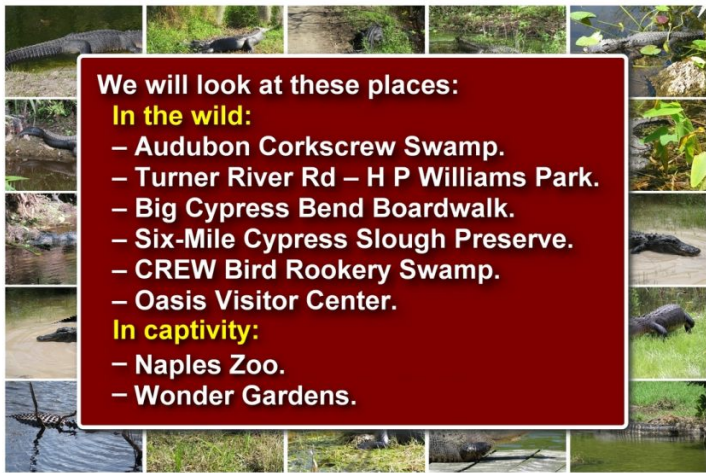 We will look at these places:
In the wild:
– Audubon Corkscrew Swamp.
– Turner River Rd – H P Williams Park.
– Big Cypress Bend Boardwalk.
– Six-Mile Cypress Slough Preserve.
– CREW Bird Rookery Swamp.
– Oasis Visitor Center.
In captivity:
– Naples Zoo.
– Wonder Gardens.